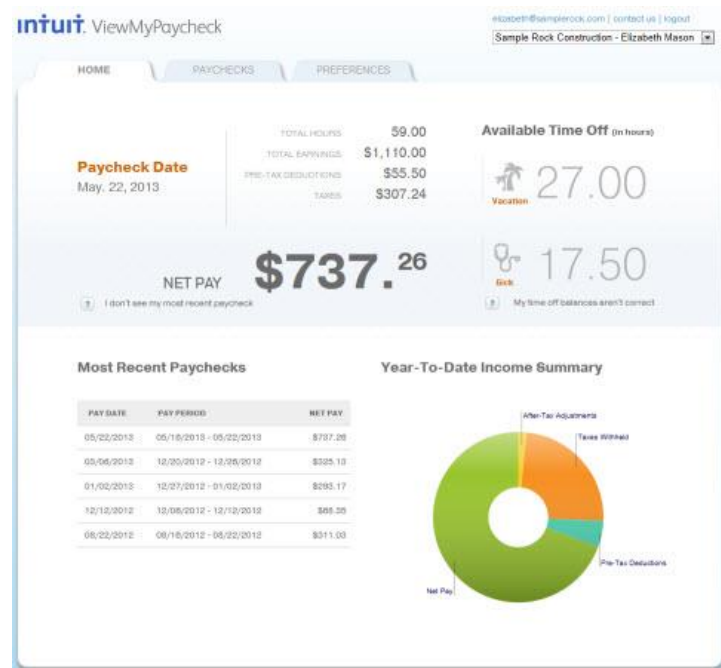 intuit. ViewMyPaycheck
elizabeth@samplerock.com | contact us | logout
Sample Rock Construction - Elizabeth Mason
HOME
PAYCHECKS
PREFERENCES
Paycheck Date
May. 22, 2013
TOTAL HOURS 59.00
TOTAL EARNINGS $1,110.00
PRE-TAX DEDUCTIONS $55.50
TAXES $307.24
NET PAY $737.26
? I don't see my most recent paycheck
Available Time Off (in hours)
Vacation 27.00
Sick 17.50
? My time off balances aren't correct
Most Recent Paychecks
PAY DATE PAY PERIOD NET PAY
05/22/2013 05/16/2013 - 05/22/2013 $737.26
12/20/2012 - 12/26/2012 $325.13
01/02/2013 12/27/2012 - 01/02/2013 $293.17
12/12/2012 12/06/2012 - 12/12/2012
08/22/2012 08/16/2012 - 08/22/2012 $311.03
Year-To-Date Income Summary
After-Tax Adjustments
Taxes Withheld
Pre-Tax Deductions
Net Pay